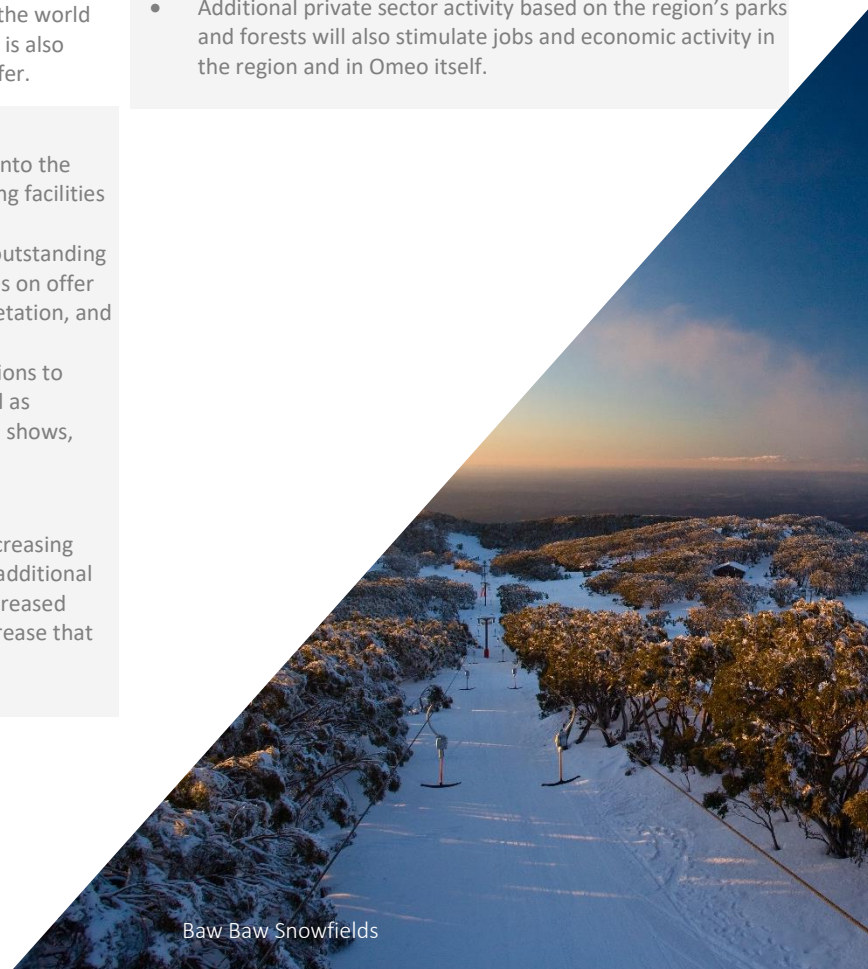 the world
is also
fer.
nto the
ng facilities
outstanding
s on offer
etation, and
ions to
l as
shows,
creasing
additional
creased
rease that
• Additional private sector activity based on the region's parks
and forests will also stimulate jobs and economic activity in
the region and in Omeo itself.
Baw Baw Snowfields